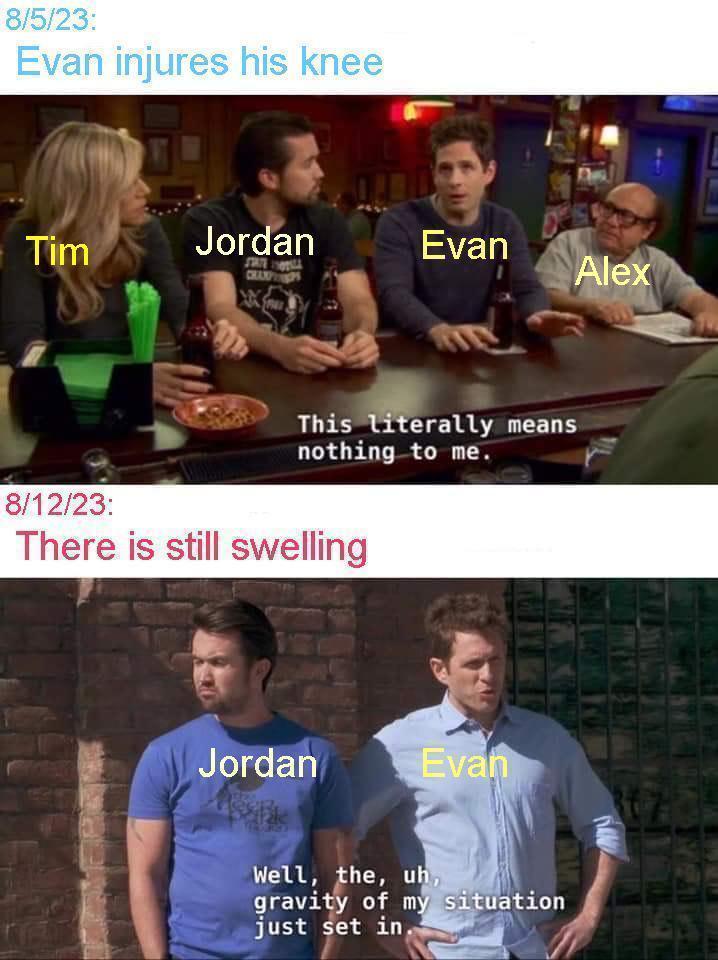 8/5/23:
Evan injures his knee
Tim
Jordan
Evan
Alex
This literally means
nothing to me.
8/12/23:
There is still swelling
Jordan
Evan
Well, the, uh,
gravity of my situation
just set in.